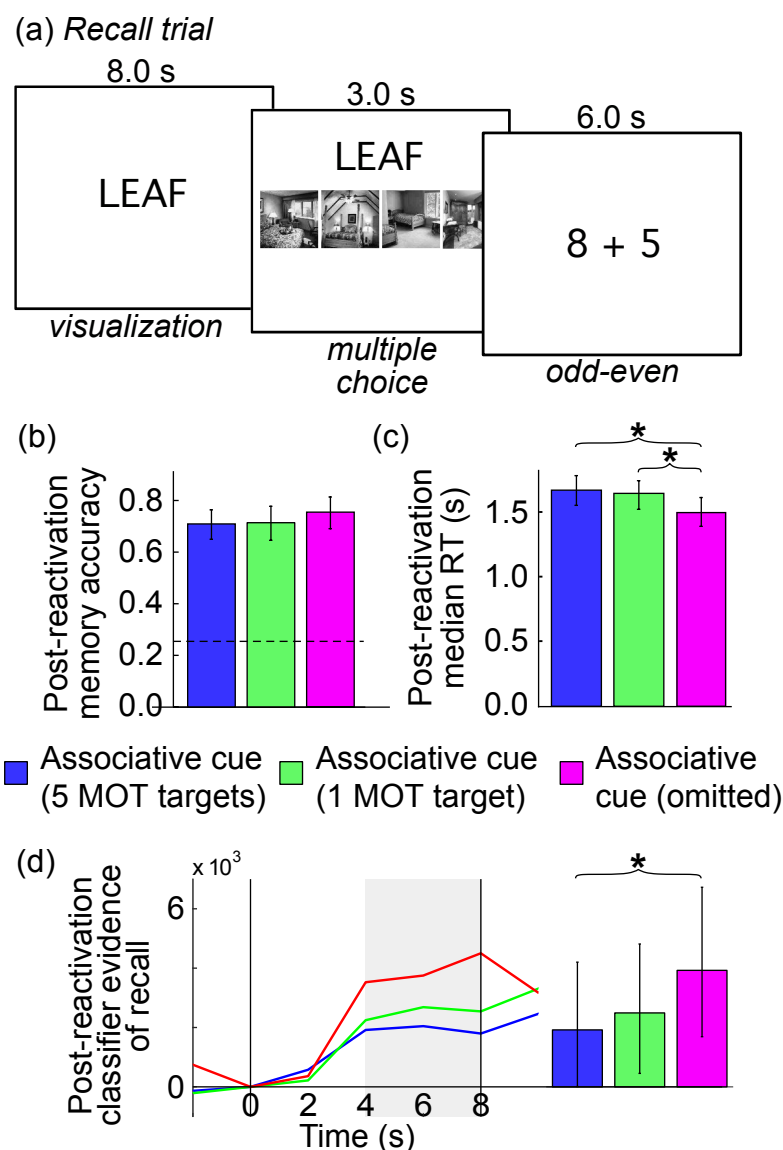 (a) Recall trial
8.0 s
3.0 s
6.0 s
LEAF
LEAF
8 + 5
visualization
multiple
choice
odd-even
(b)
(c)
Post-reactivation
memory accuracy
0.8
0.6
0.4
0.2
0.0
Post-reactivation
median RT (s)
1.5
1.0
0.5
0.0
*
*
Associative cue
(5 MOT targets)
Associative cue
(1 MOT target)
Associative
cue (omitted)
(d)
Post-reactivation
classifier evidence
of recall
x 10³
6
0
0 2 4 6 8
Time (s)
*